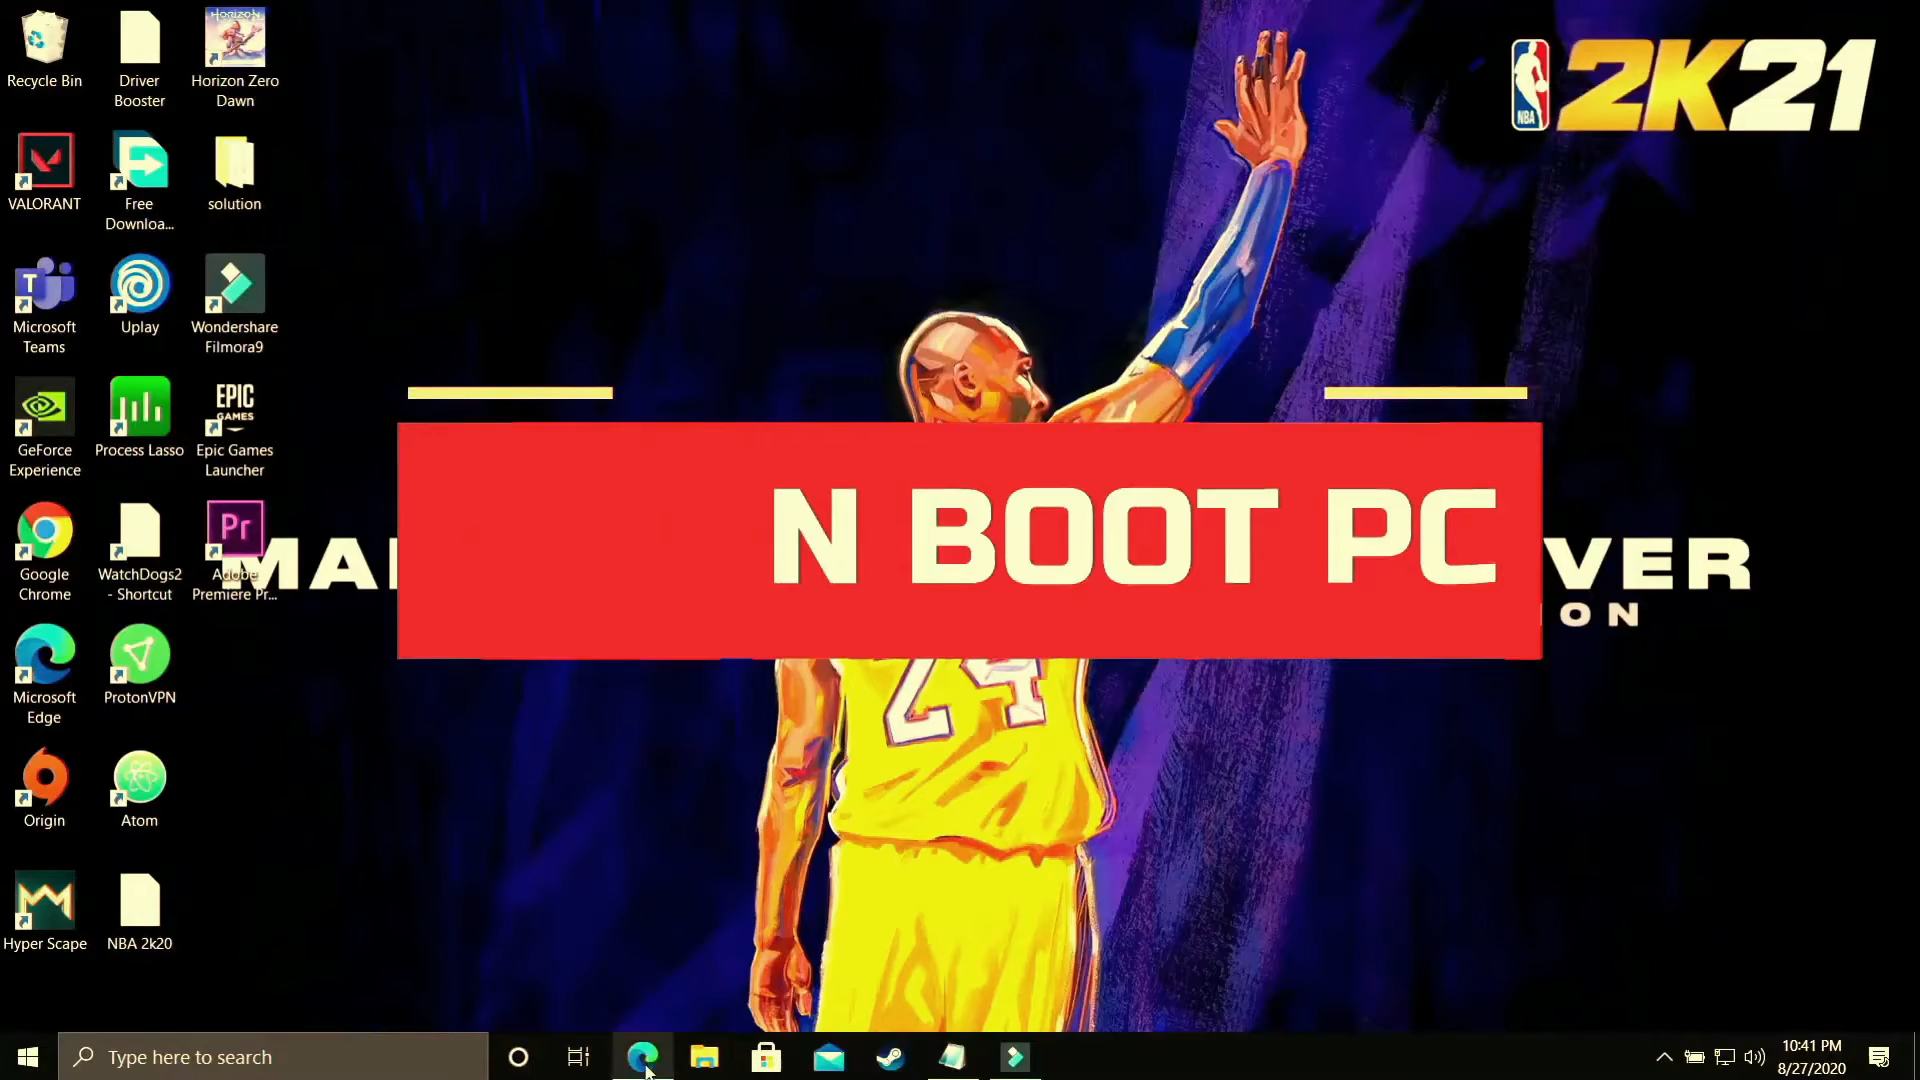 Recycle Bin
Driver
Booster
HORIZON
Horizon Zero
Dawn
NBA
2K21
VALORANT
Free
Downloa...
solution
T
Microsoft
Teams
Uplay
Wondershare
Filmora9
GeForce
Experience
Process Lasso
EPIC
GAMES
Epic Games
Launcher
N BOOT PC
Google
Chrome
WatchDogs2
- Shortcut
Pr
Adobe
Premiere Pr...
MA
VER
ON
24
Microsoft
Edge
ProtonVPN
Origin
Atom
Hyper Scape
NBA 2k20
Type here to search
10:41 PM
8/27/2020